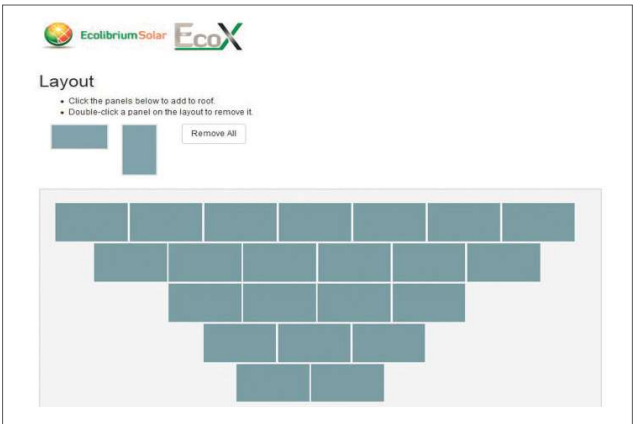 Ecolibrium Solar EcoX
Layout
• Click the panels below to add to roof.
• Double-click a panel on the layout to remove it.
Remove All